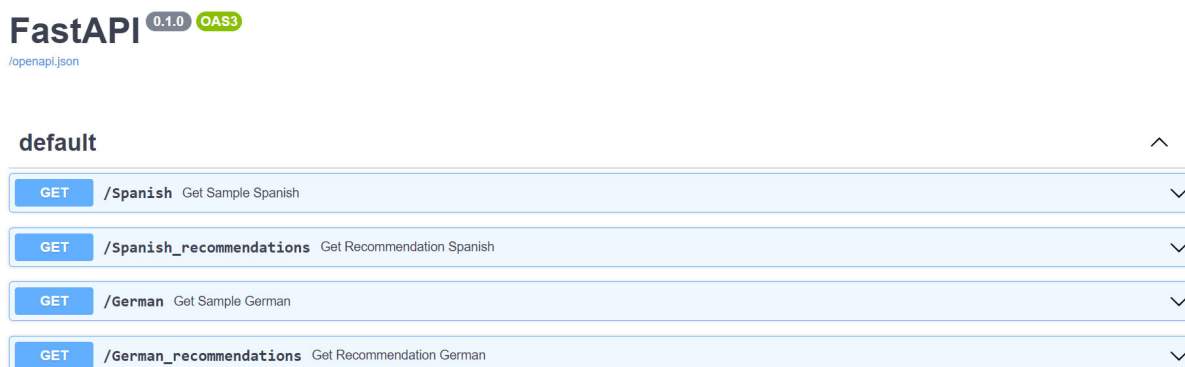 FastAPI 0.1.0 OAS3
/openapi.json
default
GET /Spanish Get Sample Spanish
GET /Spanish_recommendations Get Recommendation Spanish
GET /German Get Sample German
GET /German_recommendations Get Recommendation German